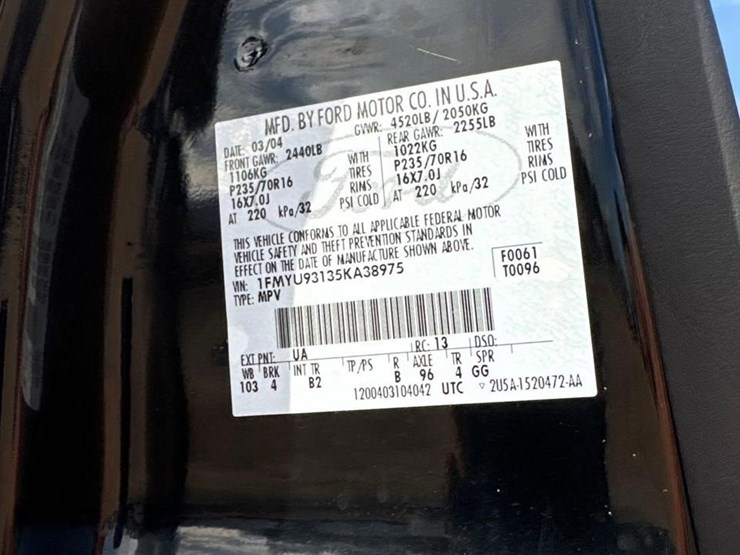 MFD. BY FORD MOTOR CO. IN U.S.A.
DATE: 03/04 GVWR: 4520LB/ 2050KG
FRONT GAWR: 2440LB REAR GAWR: 2255LB
1106KG WITH 1022KG WITH
P235/70R16 TIRES P235/70R16 TIRES
16X7.0J RIMS 16X7.0J RIMS
AT 220 kPa/32 PSI COLD AT 220 kPa/32 PSI COLD
Ford
THIS VEHICLE CONFORMS TO ALL APPLICABLE FEDERAL MOTOR
VEHICLE SAFETY AND THEFT PREVENTION STANDARDS IN
EFFECT ON THE DATE OF MANUFACTURE SHOWN ABOVE.
VIN: 1FMYU93135KA38975 F0061
TYPE: MPV T0096
EXT PNT: UA RC: 13 DSO:
WB BRK INT TR TP/PS R AXLE TR SPR
103 4 B2 B 96 4 GG
1200403104042 UTC ▽ 2U5A-1520472-AA